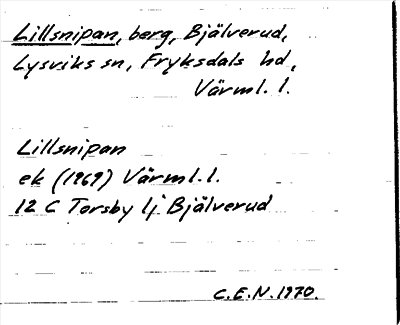 Lillsnipan, berg, Bjälverud,
Lysviks sn, Fryksdals hd,
Värml. l.
Lillsnipan
ek (1969) Värml. l.
12 C Torsby lj Bjälverud
C.E.N. 1970.